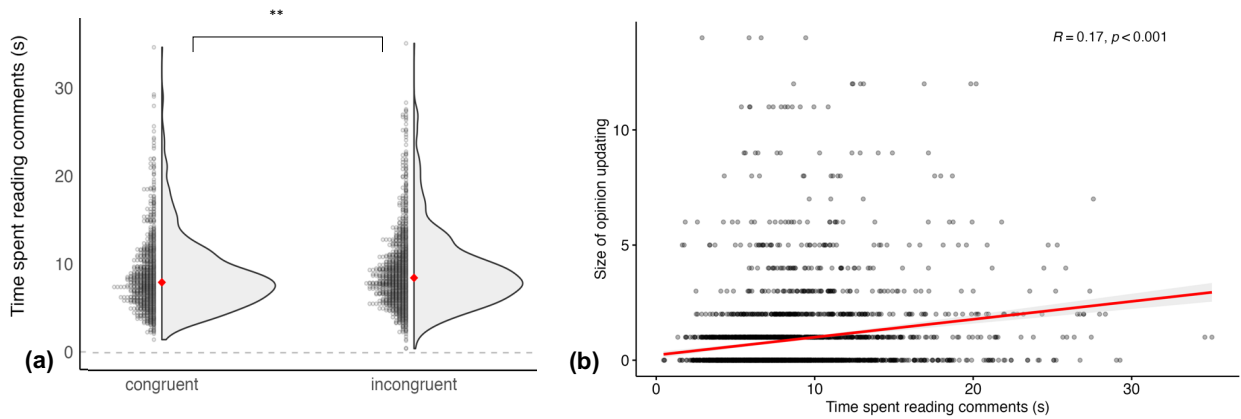 **
Time spent reading comments (s)
30
20
10
0
(a)
congruent
incongruent
R = 0.17, p < 0.001
Size of opinion updating
10
5
0
(b)
0
10
20
30
Time spent reading comments (s)